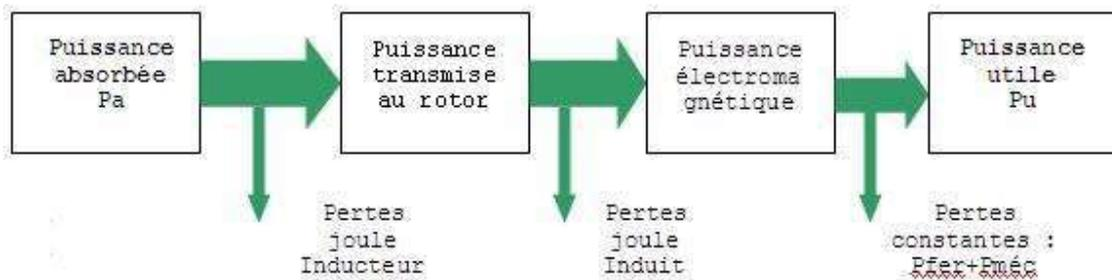 Puissance
absorbée
Pa
Puissance
transmise
au rotor
Puissance
électroma
gnétique
Puissance
utile
Pu
Pertes
joule
Inducteur
Pertes
joule
Induit
Pertes
constantes :
Pfer+Pméc